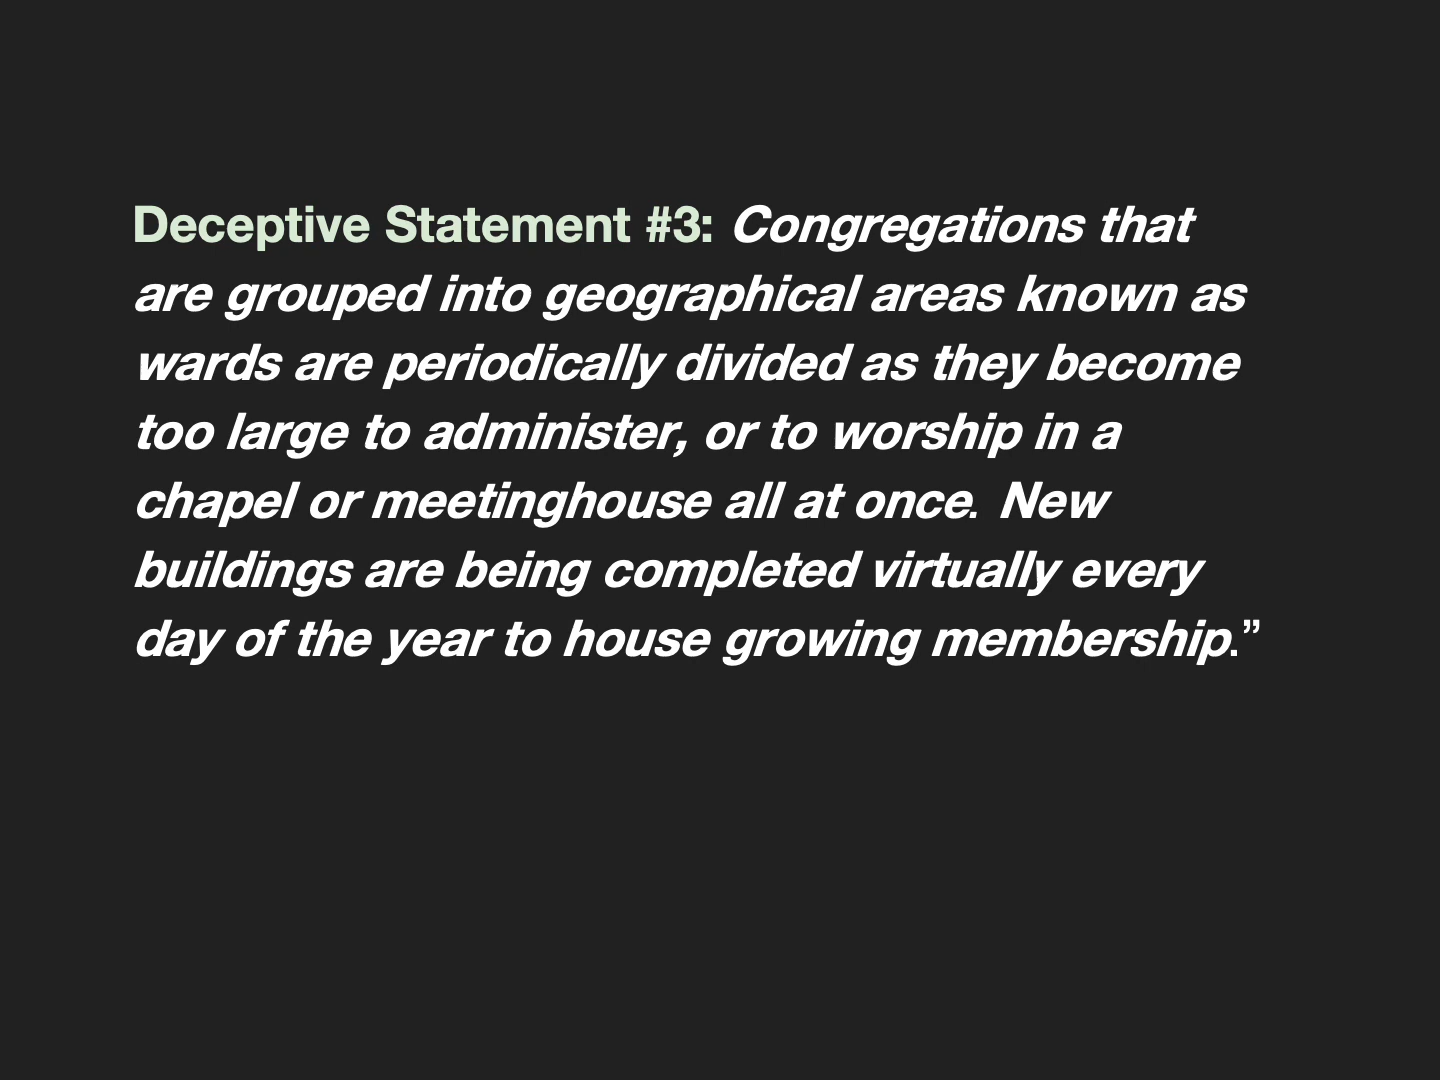 Deceptive Statement #3: Congregations that
are grouped into geographical areas known as
wards are periodically divided as they become
too large to administer, or to worship in a
chapel or meetinghouse all at once. New
buildings are being completed virtually every
day of the year to house growing membership.”